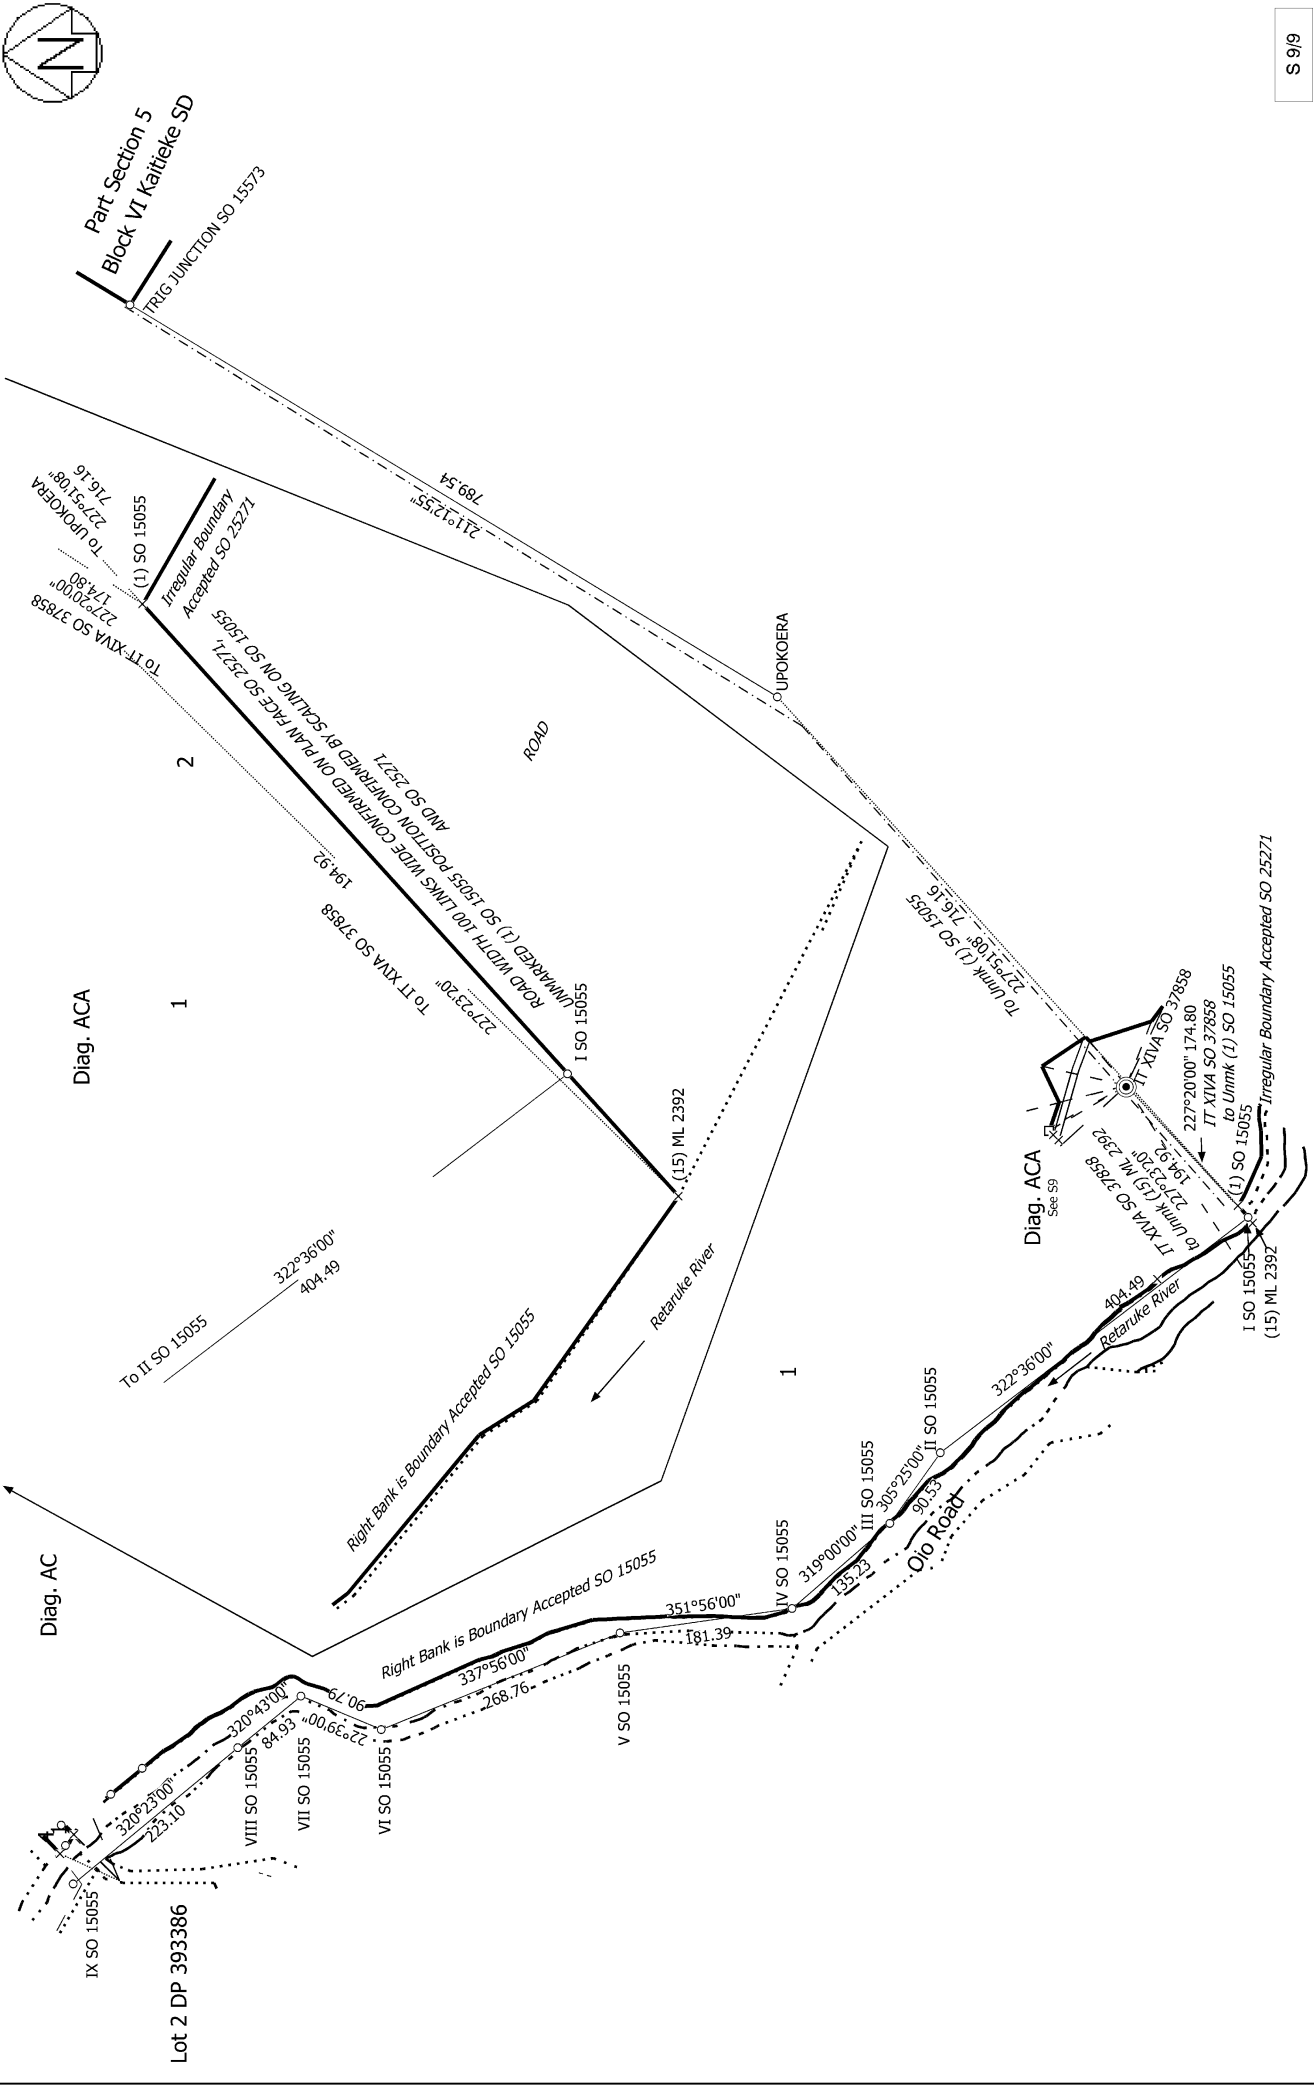 N
Part Section 5
Block VI Kaitieke SD
TRIG JUNCTION SO 15573
S 9/9
To UPOKOERA
227°51'08"
716.16
(1) SO 15055
To IT XIVA SO 37858
227°20'00"
174.80
Irregular Boundary
Accepted SO 25271
2
789.54
211°12'55"
ROAD
UPOKOERA
ROAD WIDTH 100 LINKS WIDE CONFIRMED ON PLAN FACE SO 25271,
UNMARKED (1) SO 15055 POSITION CONFIRMED BY SCALING ON SO 15055
AND SO 25271
194.92
To IT XIVA SO 37858
227°23'20"
Diag. ACA
1
I SO 15055
(15) ML 2392
To Unmk (1) SO 15055
227°51'08" 716.16
IT XIVA SO 37858
227°20'00" 174.80
IT XIVA SO 37858
to Unmk (1) SO 15055
Irregular Boundary Accepted SO 25271
(1) SO 15055
Diag. ACA
See S9
IT XIVA SO 37858
to Unmk (15) ML 2392
227°23'20"
194.92
I SO 15055
(15) ML 2392
To II SO 15055
322°36'00"
404.49
Retaruke River
Right Bank is Boundary Accepted SO 15055
1
404.49
Retaruke River
322°36'00"
II SO 15055
305°25'00"
90.53
III SO 15055
Oio Road
319°00'00"
135.23
IV SO 15055
351°56'00"
181.39
Diag. AC
Right Bank is Boundary Accepted SO 15055
337°56'00"
268.76
V SO 15055
90.79
22°39'00"
VI SO 15055
320°43'00"
84.93
VII SO 15055
VIII SO 15055
320°23'00"
223.10
IX SO 15055
Lot 2 DP 393386